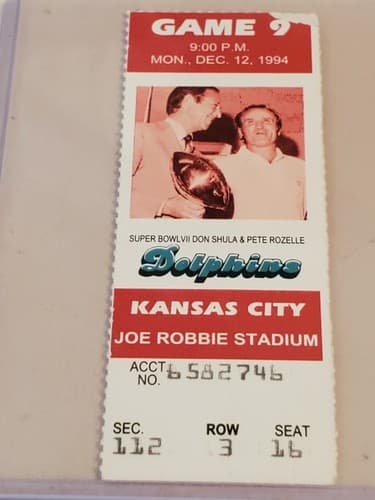 GAME 9
9:00 P.M.
MON., DEC. 12, 1994
SUPER BOWLVII DON SHULA & PETE ROZELLE
Dolphins
KANSAS CITY
JOE ROBBIE STADIUM
ACCT NO. 6582746
SEC. ROW SEAT
112 3 16